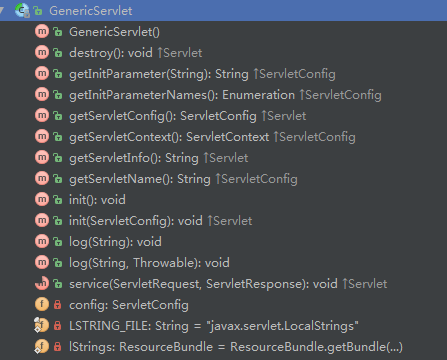 GenericServlet
GenericServlet()
destroy(): void ↑Servlet
getInitParameter(String): String ↑ServletConfig
getInitParameterNames(): Enumeration ↑ServletConfig
getServletConfig(): ServletConfig ↑Servlet
getServletContext(): ServletContext ↑ServletConfig
getServletInfo(): String ↑Servlet
getServletName(): String ↑ServletConfig
init(): void
init(ServletConfig): void ↑Servlet
log(String): void
log(String, Throwable): void
service(ServletRequest, ServletResponse): void ↑Servlet
config: ServletConfig
LSTRING_FILE: String = "javax.servlet.LocalStrings"
lStrings: ResourceBundle = ResourceBundle.getBundle(...)